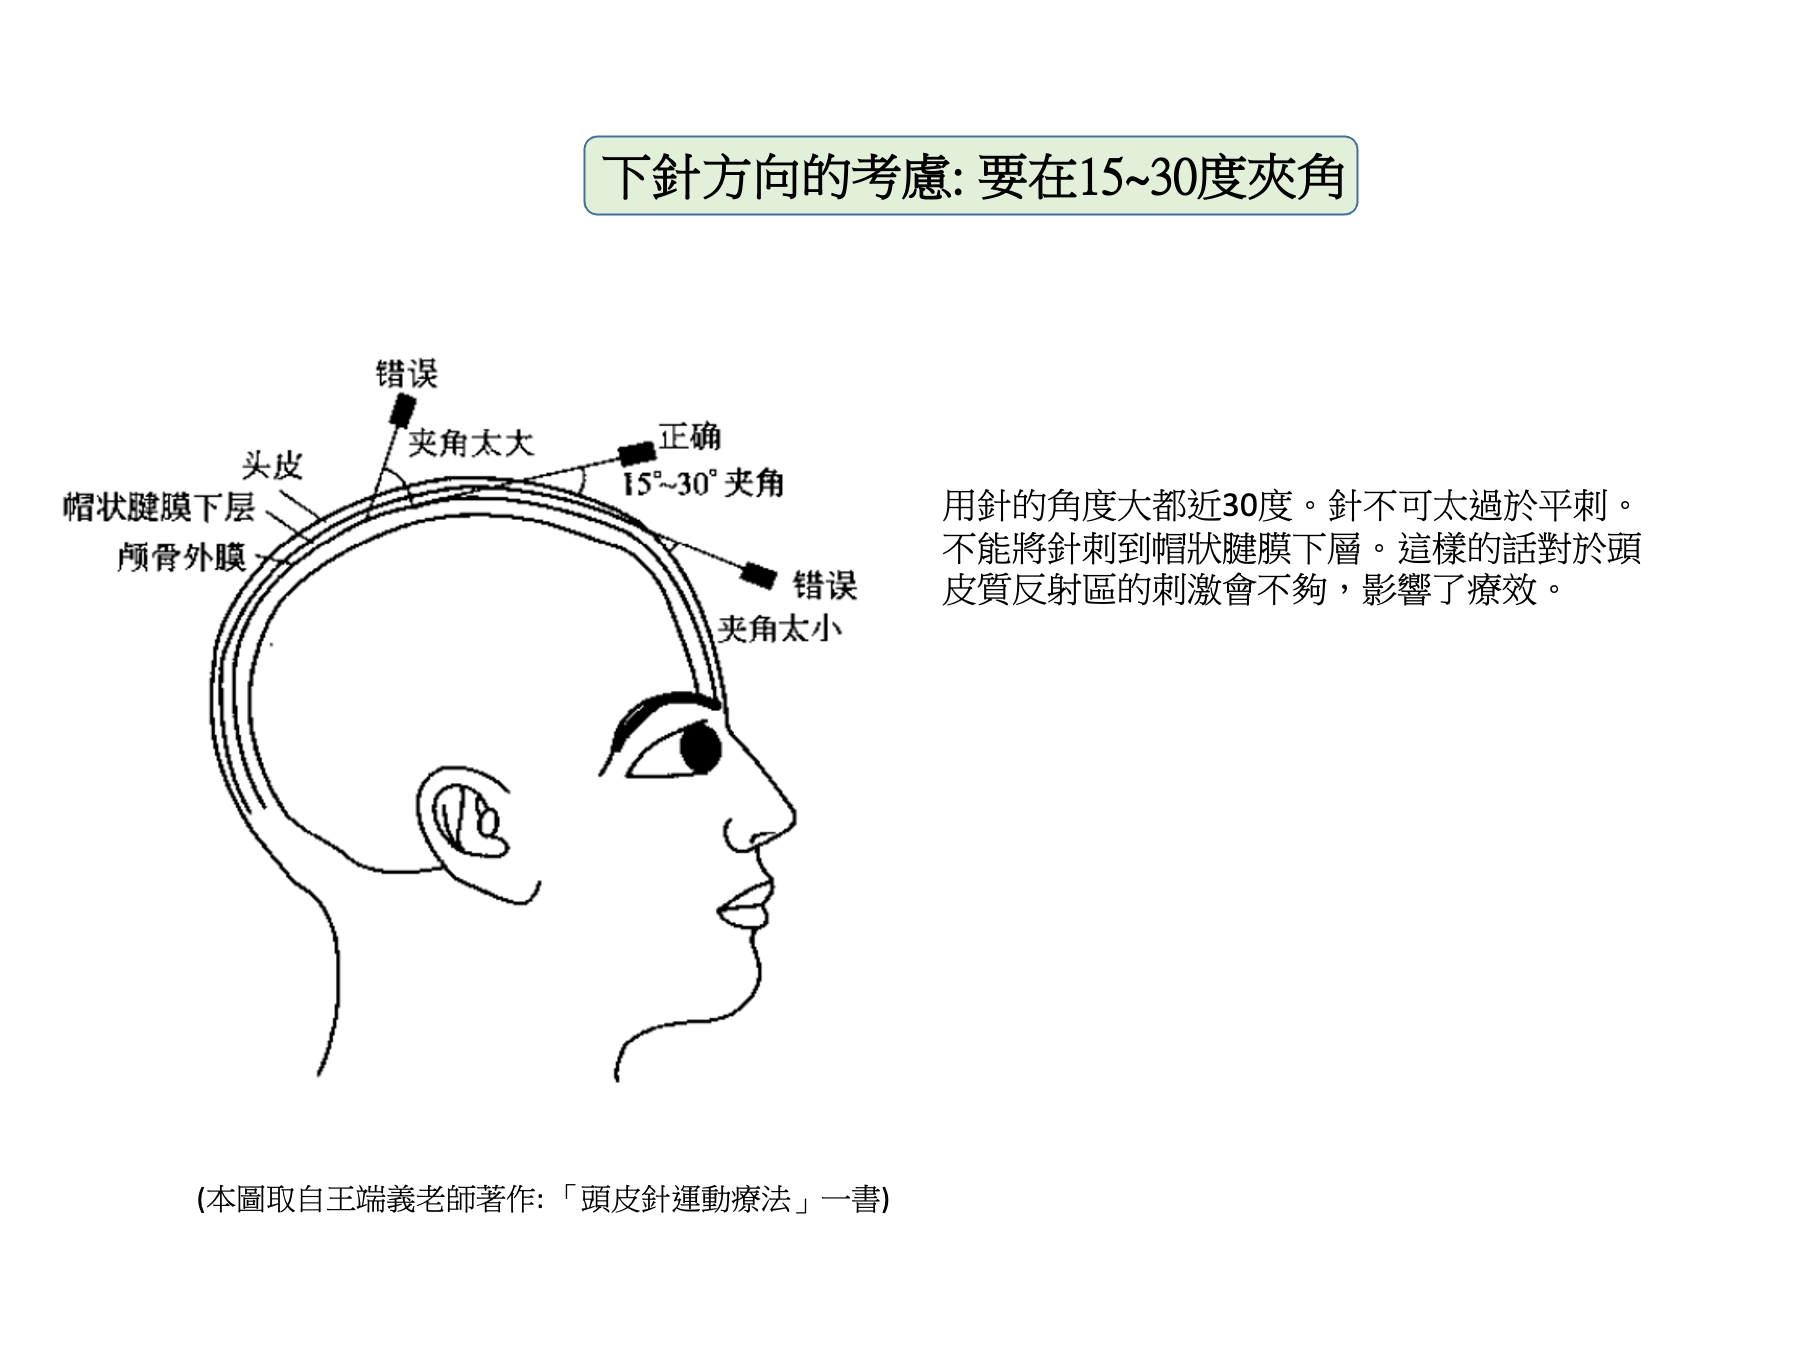 下針方向的考慮: 要在15~30度夾角
错误
夹角太大
正确
15°~30° 夹角
头皮
帽状腱膜下层
颅骨外膜
错误
夹角太小
用針的角度大都近30度。針不可太過於平刺。
不能將針刺到帽狀腱膜下層。這樣的話對於頭
皮質反射區的刺激會不夠，影響了療效。
(本圖取自王端義老師著作:「頭皮針運動療法」一書)